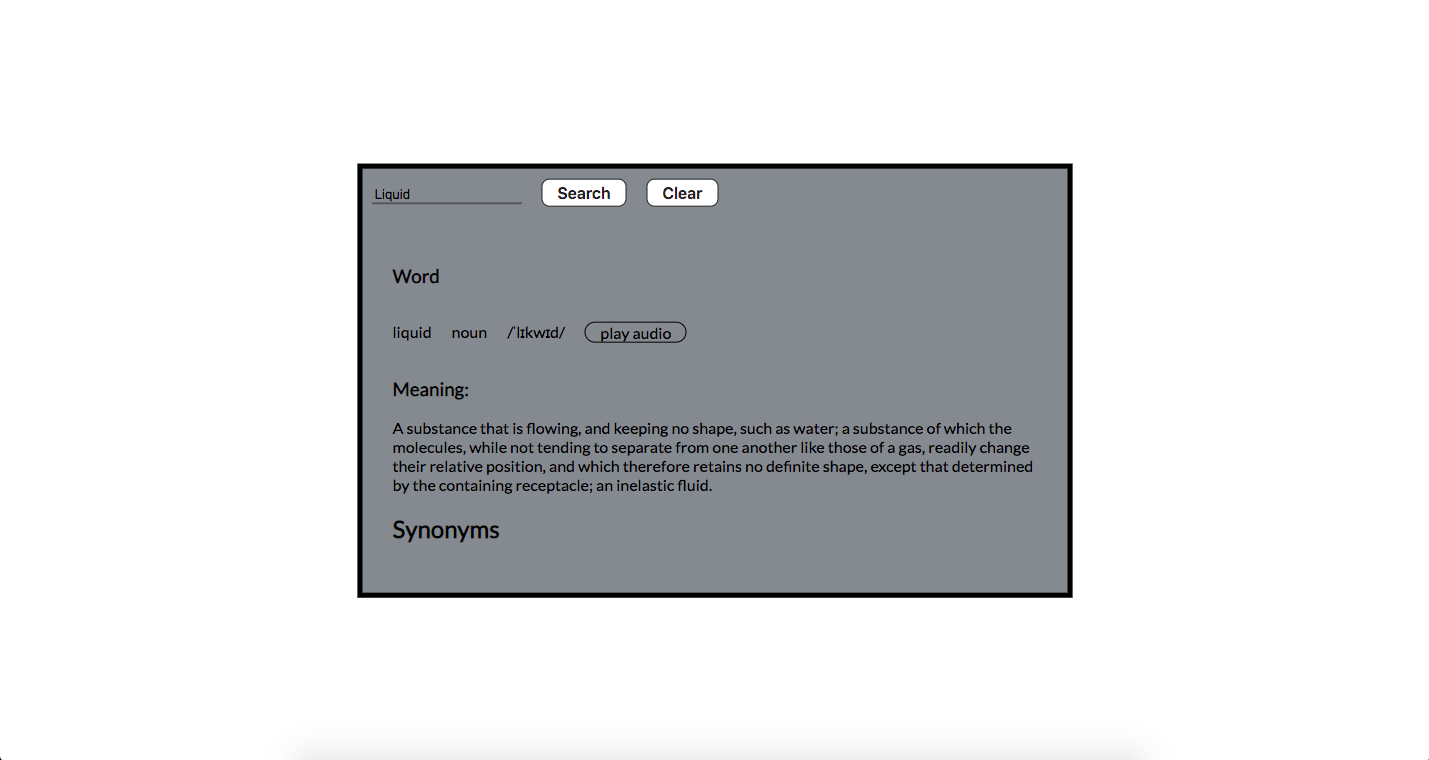 Liquid Search Clear
Word
liquid noun /ˈlɪkwɪd/ play audio
Meaning:
A substance that is flowing, and keeping no shape, such as water; a substance of which the
molecules, while not tending to separate from one another like those of a gas, readily change
their relative position, and which therefore retains no definite shape, except that determined
by the containing receptacle; an inelastic fluid.
Synonyms